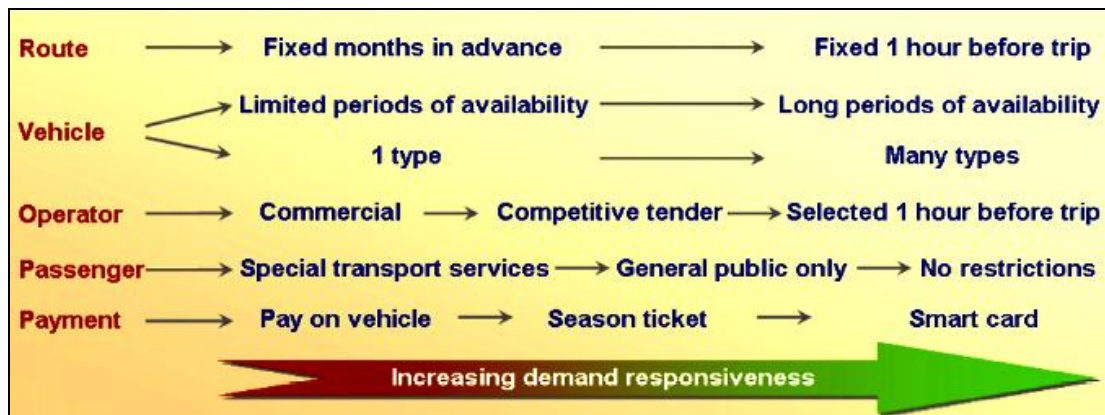 Route Fixed months in advance Fixed 1 hour before trip
Limited periods of availability Long periods of availability
Vehicle
1 type Many types
Operator Commercial Competitive tender Selected 1 hour before trip
Passenger Special transport services General public only No restrictions
Payment Pay on vehicle Season ticket Smart card
Increasing demand responsiveness